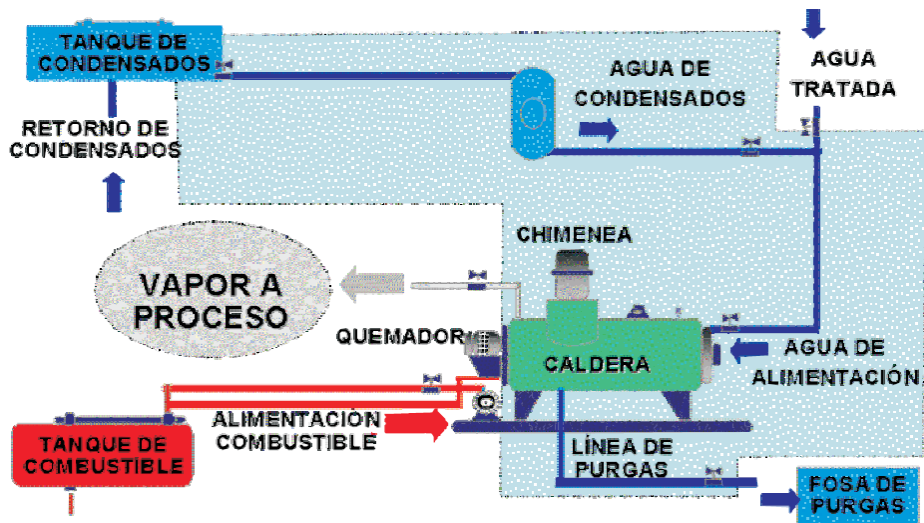 TANQUE DE
CONDENSADOS
AGUA DE
CONDENSADOS
AGUA
TRATADA
RETORNO DE
CONDENSADOS
CHIMENEA
VAPOR A
PROCESO
QUEMADOR
CALDERA
AGUA DE
ALIMENTACIÓN
ALIMENTACIÓN
COMBUSTIBLE
TANQUE DE
COMBUSTIBLE
LÍNEA DE
PURGAS
FOSA DE
PURGAS